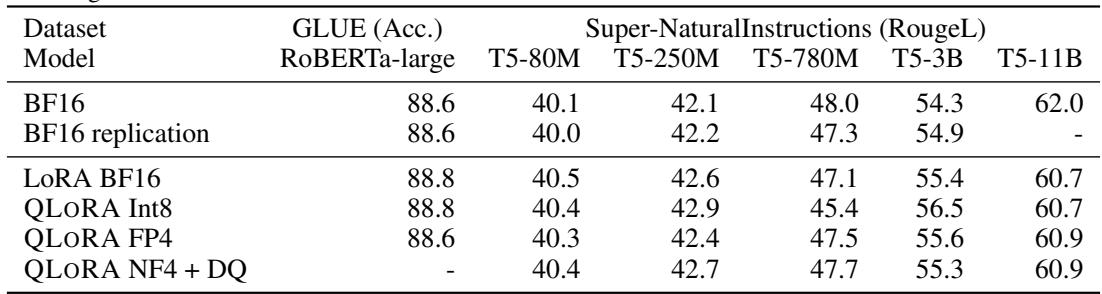 Dataset GLUE (Acc.) Super-NaturalInstructions (RougeL)
Model RoBERTa-large T5-80M T5-250M T5-780M T5-3B T5-11B
BF16 88.6 40.1 42.1 48.0 54.3 62.0
BF16 replication 88.6 40.0 42.2 47.3 54.9 -
LoRA BF16 88.8 40.5 42.6 47.1 55.4 60.7
QLORA Int8 88.8 40.4 42.9 45.4 56.5 60.7
QLORA FP4 88.6 40.3 42.4 47.5 55.6 60.9
QLORA NF4 + DQ - 40.4 42.7 47.7 55.3 60.9